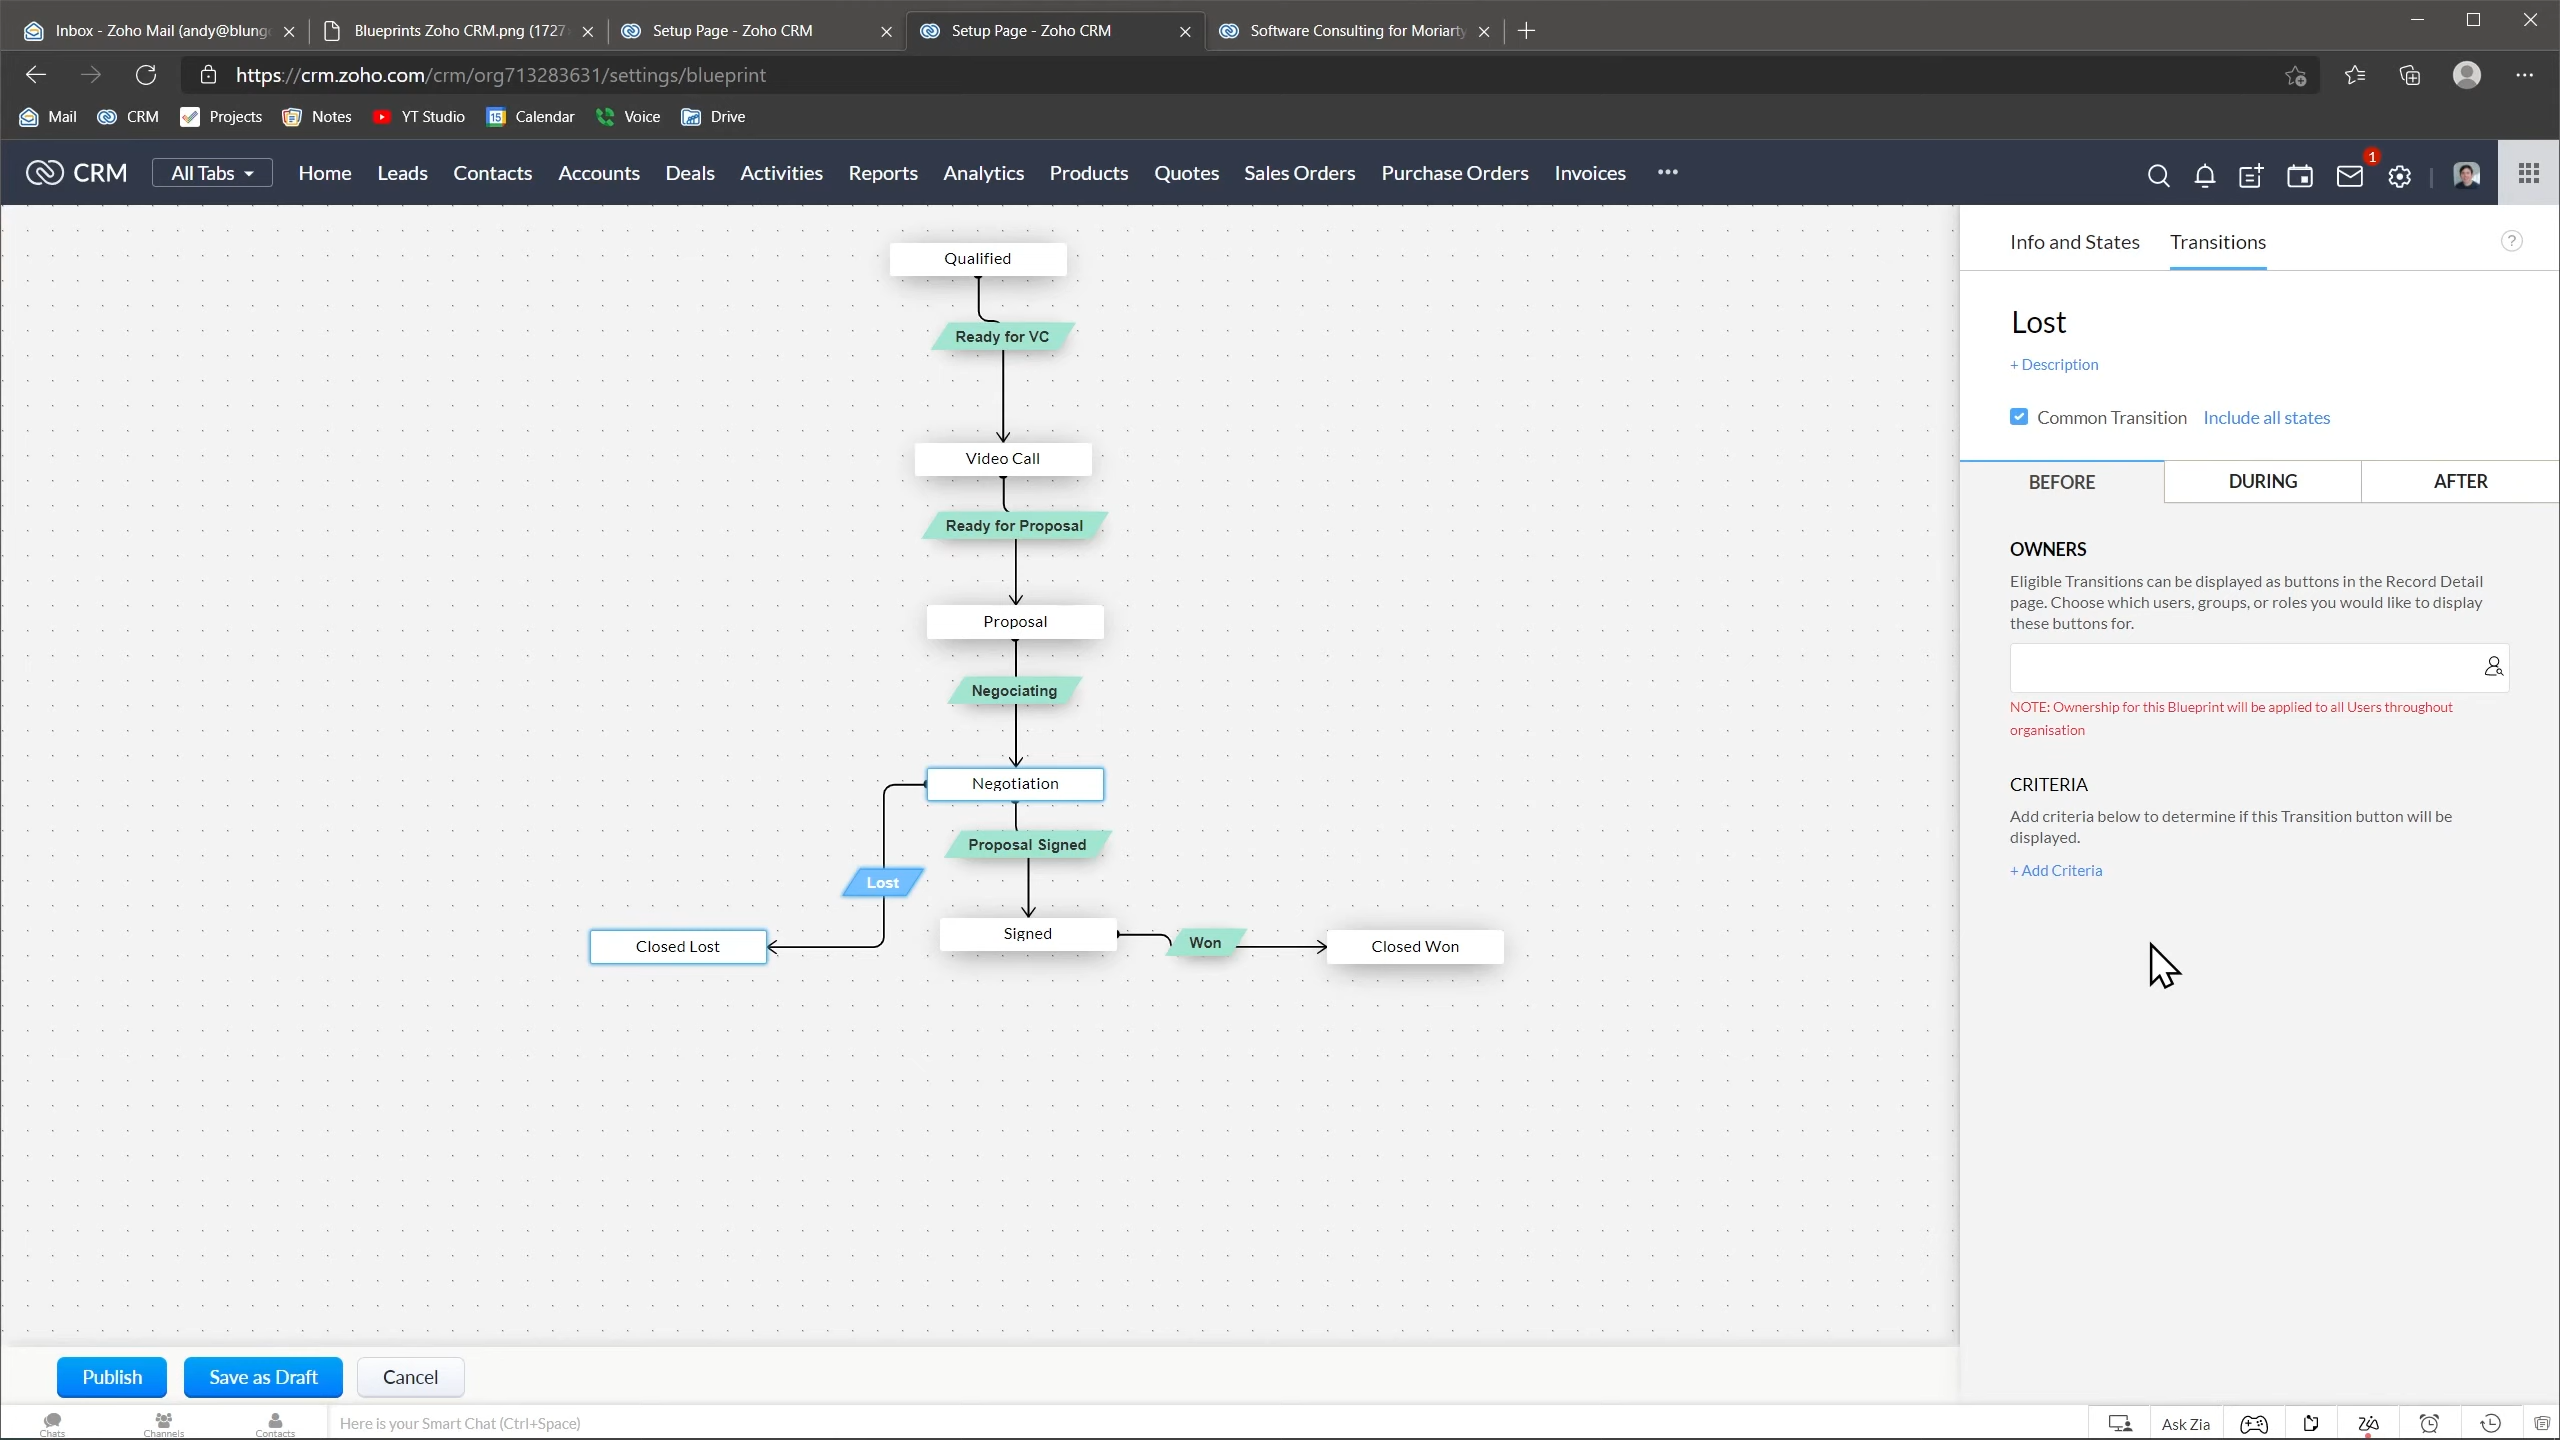 Inbox - Zoho Mail (andy@blung
Blueprints Zoho CRM.png (1727
Setup Page - Zoho CRM
Setup Page - Zoho CRM
Software Consulting for Moriarty
https://crm.zoho.com/crm/org713283631/settings/blueprint
Mail CRM Projects Notes YT Studio 15 Calendar Voice Drive
CRM All Tabs Home Leads Contacts Accounts Deals Activities Reports Analytics Products Quotes Sales Orders Purchase Orders Invoices ••• 1
Qualified
Ready for VC
Video Call
Ready for Proposal
Proposal
Negociating
Negotiation
Proposal Signed
Lost
Signed
Won
Closed Lost
Closed Won
Info and States Transitions ?
Lost
+ Description
Common Transition Include all states
BEFORE DURING AFTER
OWNERS
Eligible Transitions can be displayed as buttons in the Record Detail
page. Choose which users, groups, or roles you would like to display
these buttons for.
NOTE: Ownership for this Blueprint will be applied to all Users throughout
organisation
CRITERIA
Add criteria below to determine if this Transition button will be
displayed.
+ Add Criteria
Publish Save as Draft Cancel
Chats Channels Contacts Here is your Smart Chat (Ctrl+Space) Ask Zia